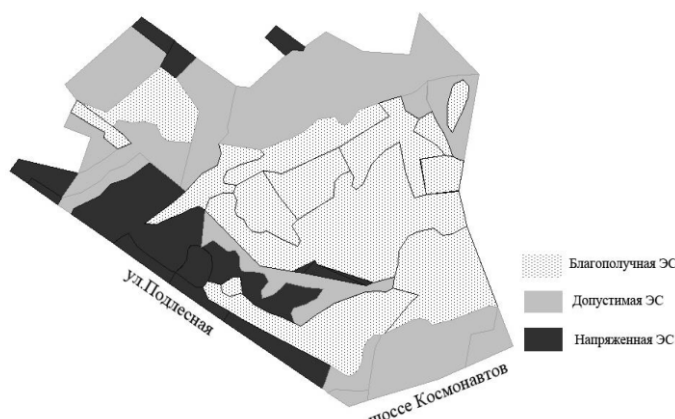 Благополучная ЭС
Допустимая ЭС
Напряженная ЭС
ул.Подлесная
шоссе Космонавтов